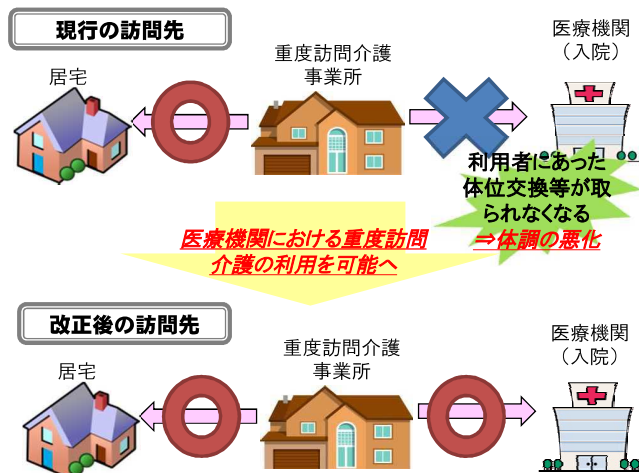 現行の訪問先
医療機関
（入院）
居宅
重度訪問介護
事業所
利用者にあった
体位交換等が取
られなくなる
⇒体調の悪化
医療機関における重度訪問
介護の利用を可能へ
改正後の訪問先
医療機関
（入院）
居宅
重度訪問介護
事業所